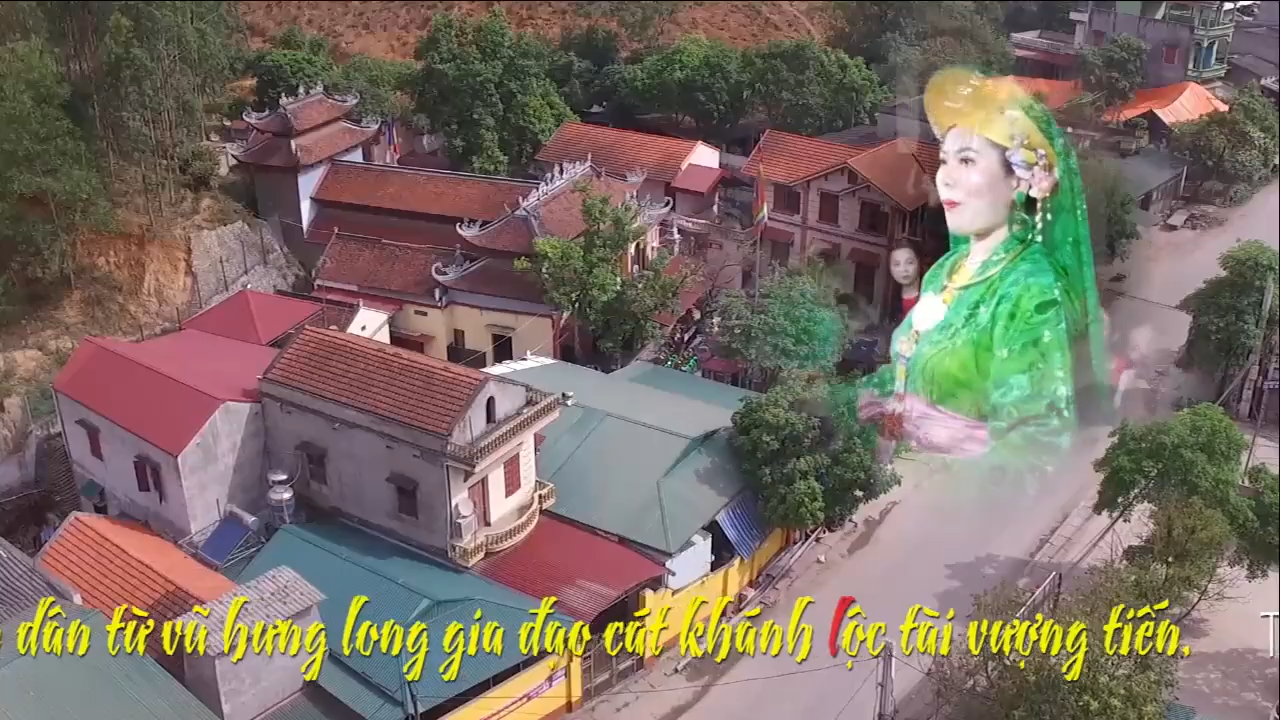 dân từ vũ hưng long gia đạo cát khánh lộc tài vượng tiến.